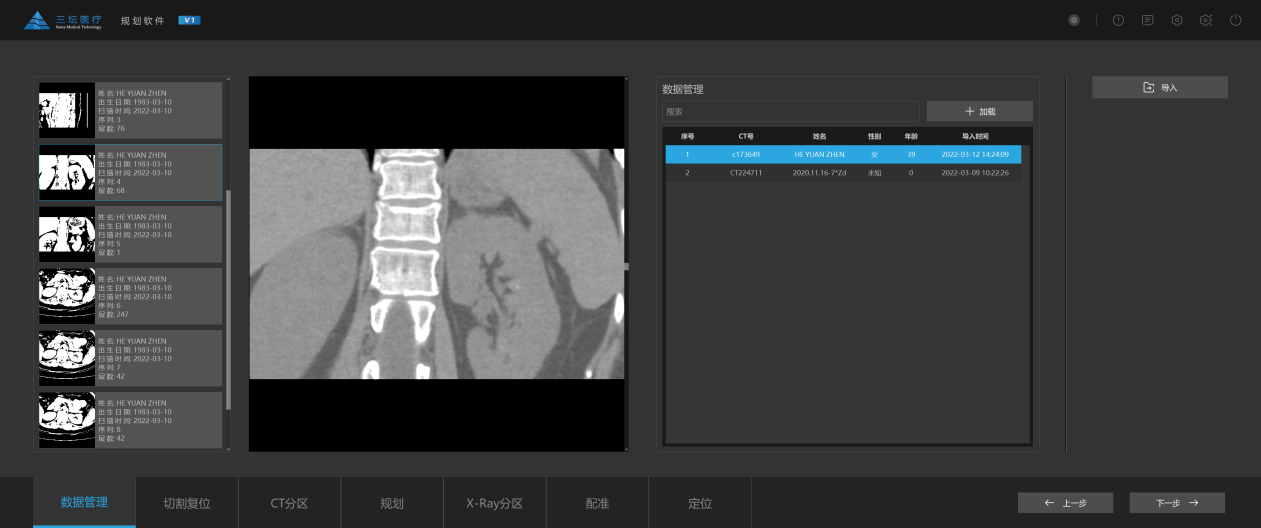 三坛医疗
Santa Medical Technology
规划软件
V1
姓名: HE YUAN ZHEN
出生日期: 1983-03-10
扫描时间: 2022-03-10
序列: 3
层数: 76
姓名: HE YUAN ZHEN
出生日期: 1983-03-10
扫描时间: 2022-03-10
序列: 4
层数: 68
姓名: HE YUAN ZHEN
出生日期: 1983-03-10
扫描时间: 2022-03-10
序列: 5
层数: 1
姓名: HE YUAN ZHEN
出生日期: 1983-03-10
扫描时间: 2022-03-10
序列: 6
层数: 247
姓名: HE YUAN ZHEN
出生日期: 1983-03-10
扫描时间: 2022-03-10
序列: 7
层数: 42
姓名: HE YUAN ZHEN
出生日期: 1983-03-10
扫描时间: 2022-03-10
序列: 8
层数: 42
数据管理
搜索
加载
序号 CT号 姓名 性别 年龄 导入时间
1 c173649 HE YUAN ZHEN 女 39 2022-03-12 14:24:09
2 CT224711 2020.11.16-7*Zd 未知 0 2022-03-09 10:22:26
导入
数据管理 切割复位 CT分区 规划 X-Ray分区 配准 定位
← 上一步 下一步 →